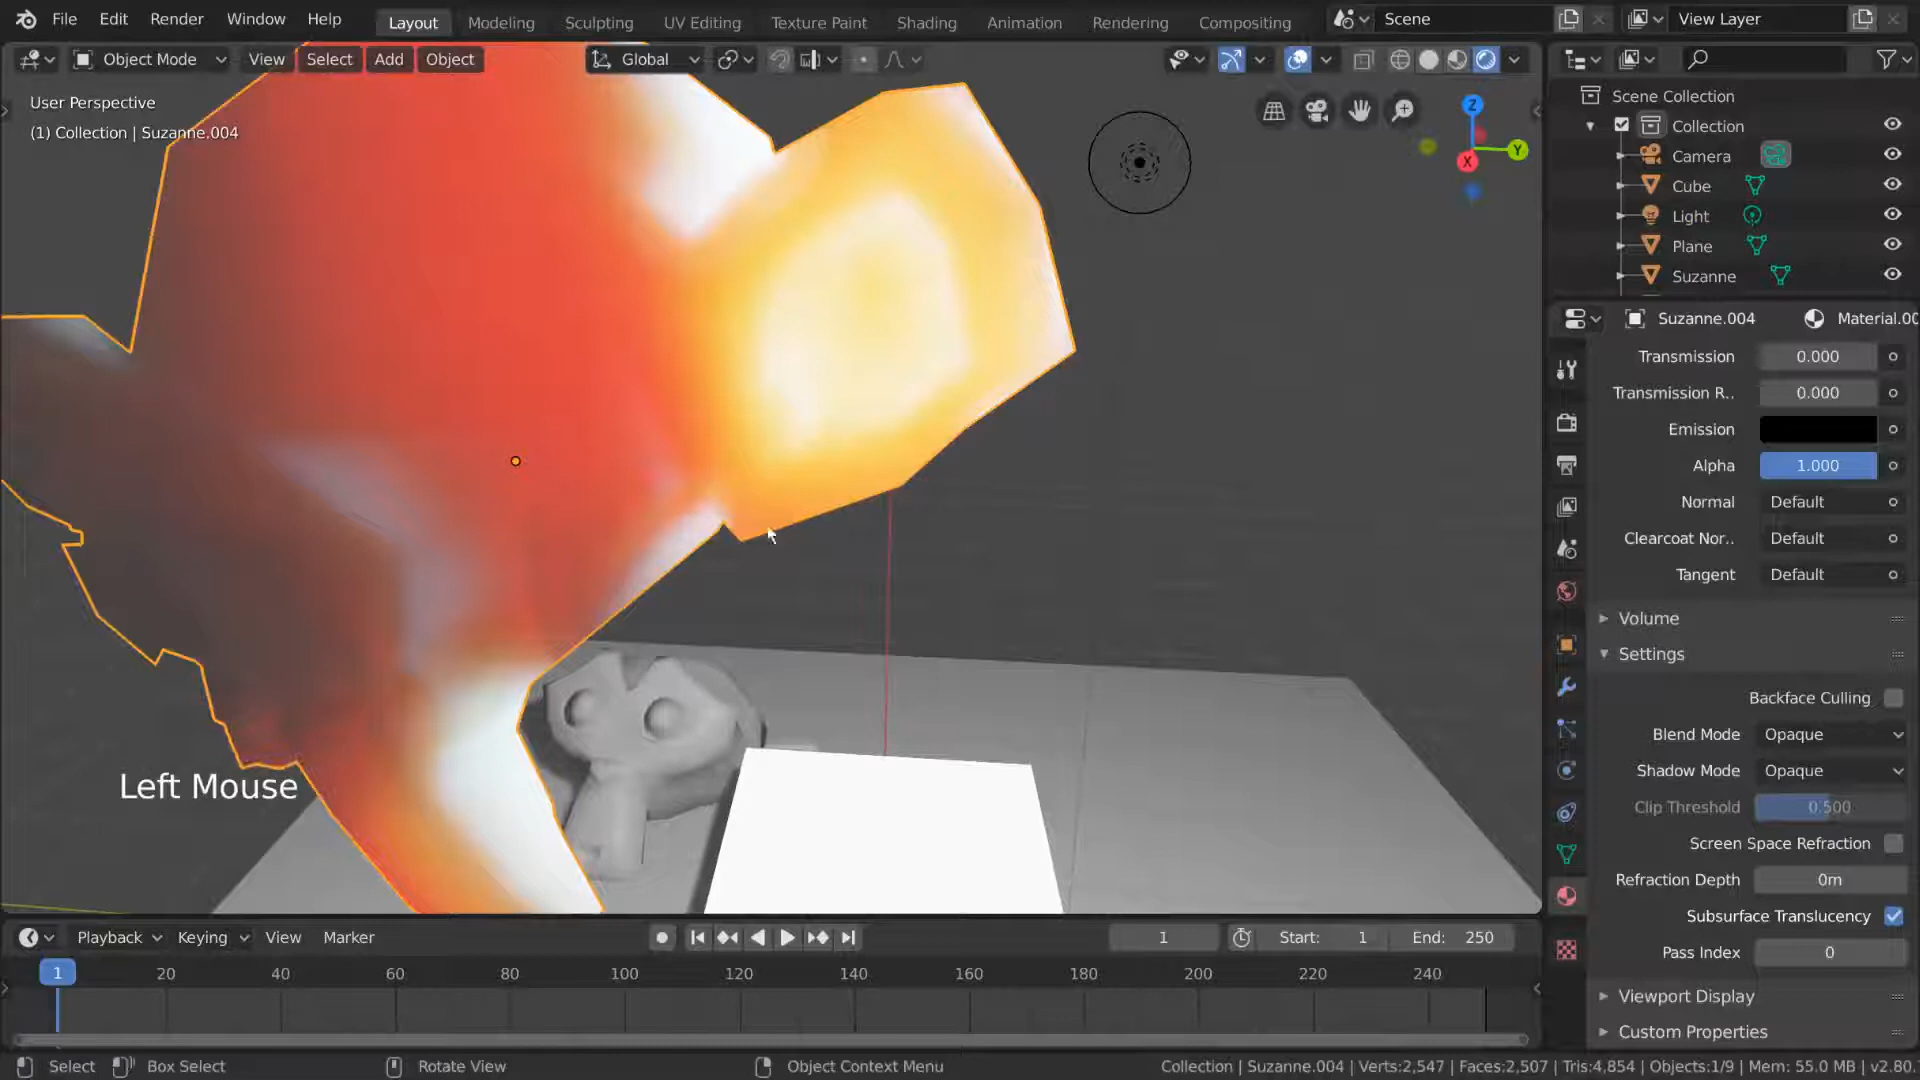 File Edit Render Window Help Layout Modeling Sculpting UV Editing Texture Paint Shading Animation Rendering Compositing Scene View Layer
Object Mode View Select Add Object Global
User Perspective
(1) Collection | Suzanne.004
Z
Y
X
Left Mouse
Scene Collection
Collection
Camera
Cube
Light
Plane
Suzanne
Suzanne.004 Material.00
Transmission 0.000
Transmission R.. 0.000
Emission
Alpha 1.000
Normal Default
Clearcoat Nor.. Default
Tangent Default
Volume
Settings
Backface Culling
Blend Mode Opaque
Shadow Mode Opaque
Clip Threshold 0.500
Screen Space Refraction
Refraction Depth 0m
Subsurface Translucency
Pass Index 0
Viewport Display
Custom Properties
Playback Keying View Marker 1 Start: 1 End: 250
1 20 40 60 80 100 120 140 160 180 200 220 240
Select Box Select Rotate View Object Context Menu Collection | Suzanne.004 | Verts:2,547 | Faces:2,507 | Tris:4,854 | Objects:1/9 | Mem: 55.0 MB | v2.80.